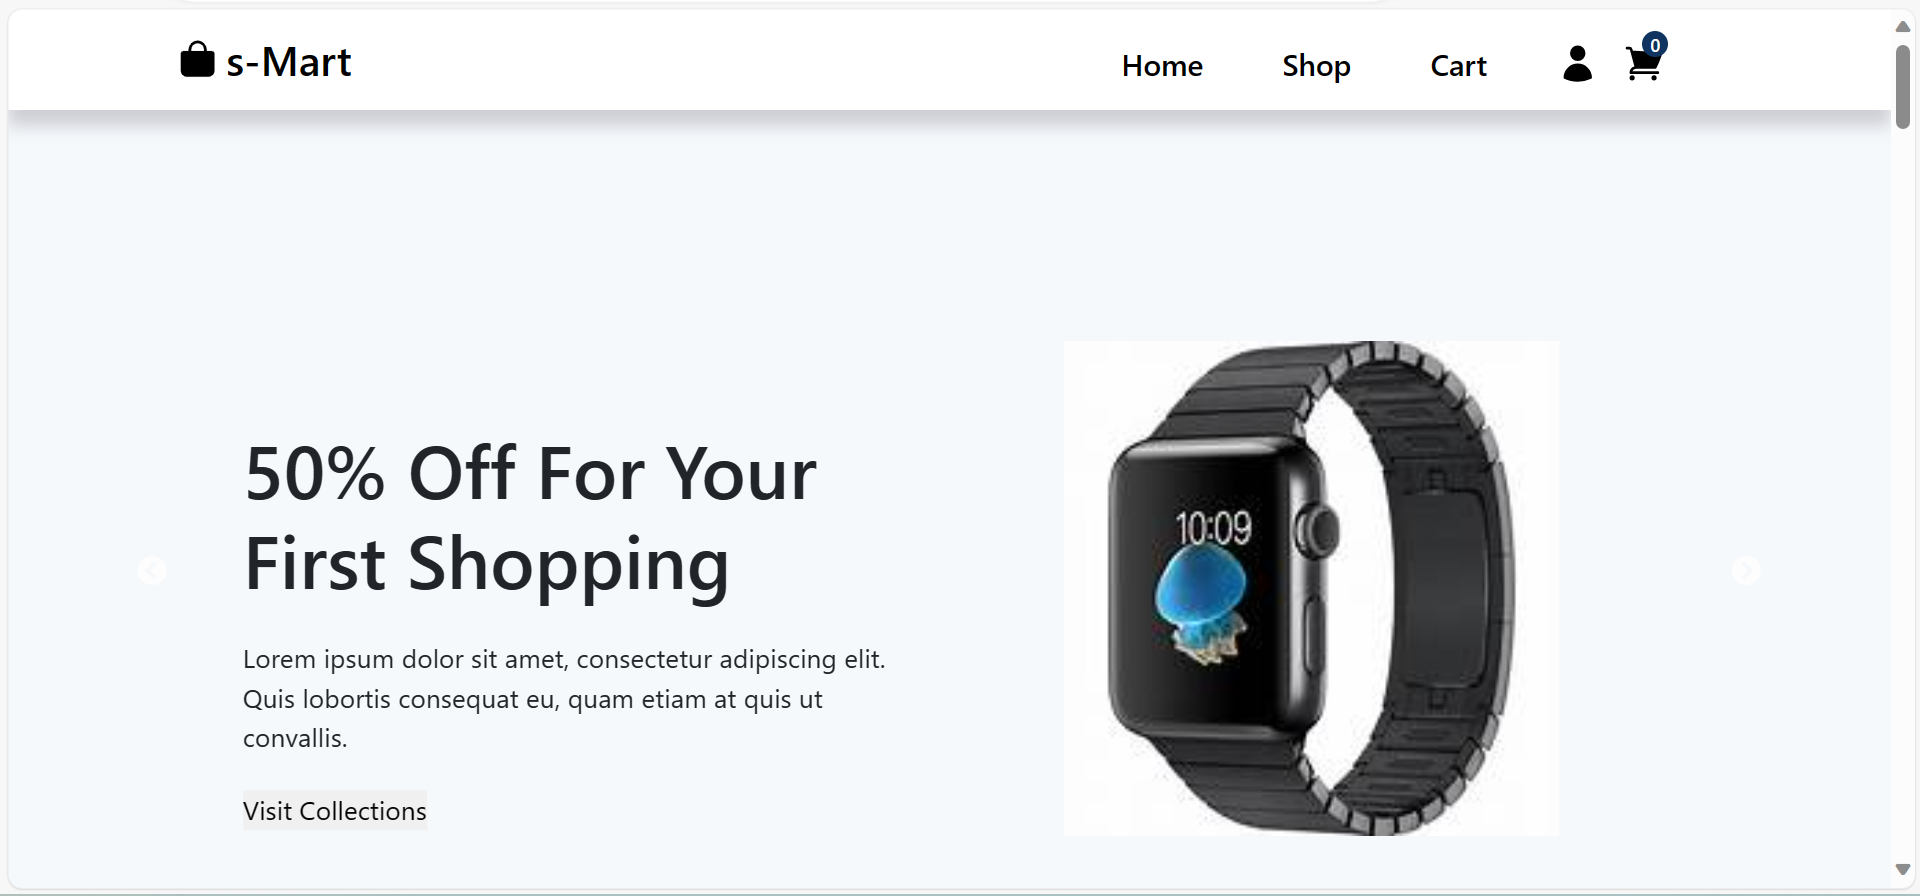 s-Mart
Home
Shop
Cart
0
50% Off For Your
First Shopping
Lorem ipsum dolor sit amet, consectetur adipiscing elit.
Quis lobortis consequat eu, quam etiam at quis ut
convallis.
Visit Collections
10:09